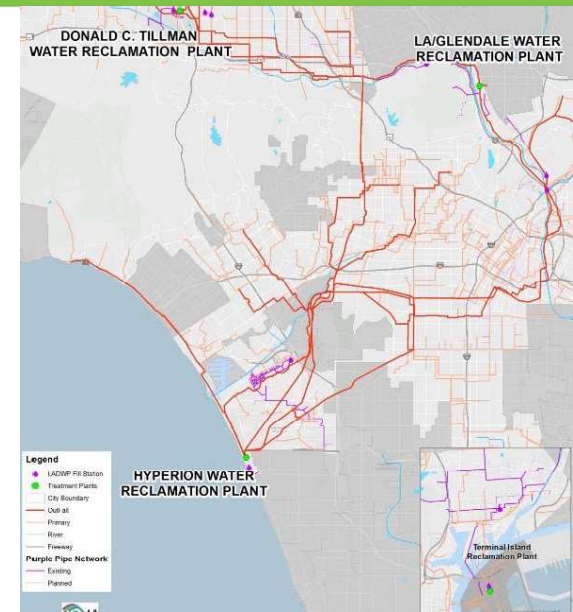 DONALD C. TILLMAN
WATER RECLAMATION PLANT
LA/GLENDALE WATER
RECLAMATION PLANT
HYPERION WATER
RECLAMATION PLANT
Legend
LADWP Fill Station
Treatment Plants
City Boundary
Outfall
Primary
River
Freeway
Purple Pipe Network
Existing
Planned
Terminal Island
Reclamation Plant
LA